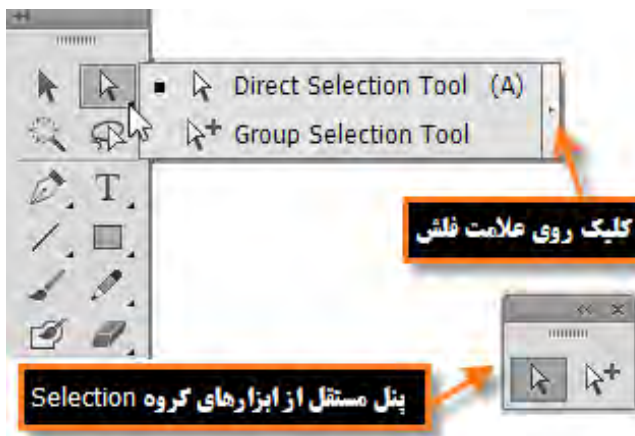 Direct Selection Tool (A)
Group Selection Tool
T
کلیک روی علامت فلش
پنل مستقل از ابزارهای گروه Selection